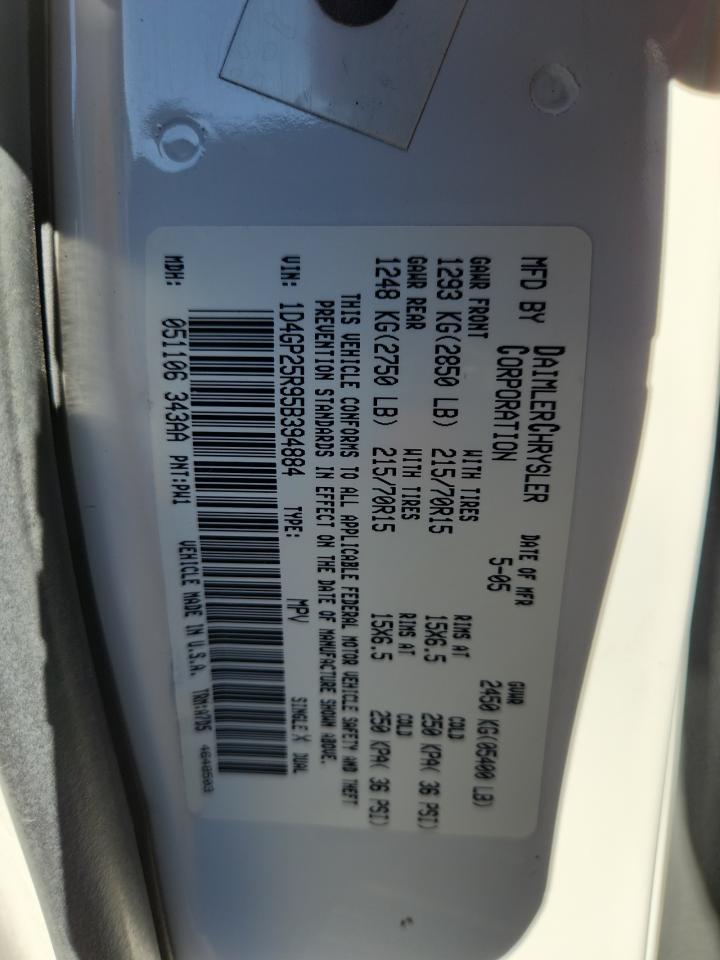 MFD BY DAIMLERCHRYSLER CORPORATION
DATE OF MFR 5-05
GVWR 2450 KG(05400 LB)
GAWR FRONT WITH TIRES RIMS AT COLD
1293 KG(2850 LB) 215/70R15 15X6.5 250 KPA( 36 PSI)
GAWR REAR WITH TIRES RIMS AT COLD
1248 KG(2750 LB) 215/70R15 15X6.5 250 KPA( 36 PSI)
THIS VEHICLE CONFORMS TO ALL APPLICABLE FEDERAL MOTOR VEHICLE SAFETY AND THEFT
PREVENTION STANDARDS IN EFFECT ON THE DATE OF MANUFACTURE SHOWN ABOVE.
VIN: 1D4GP25R95B394884 TYPE: MPV SINGLE X DUAL
MDH: 051106 343AA PNT:PW1 VEHICLE MADE IN U.S.A. TRM:A7D5 4648503